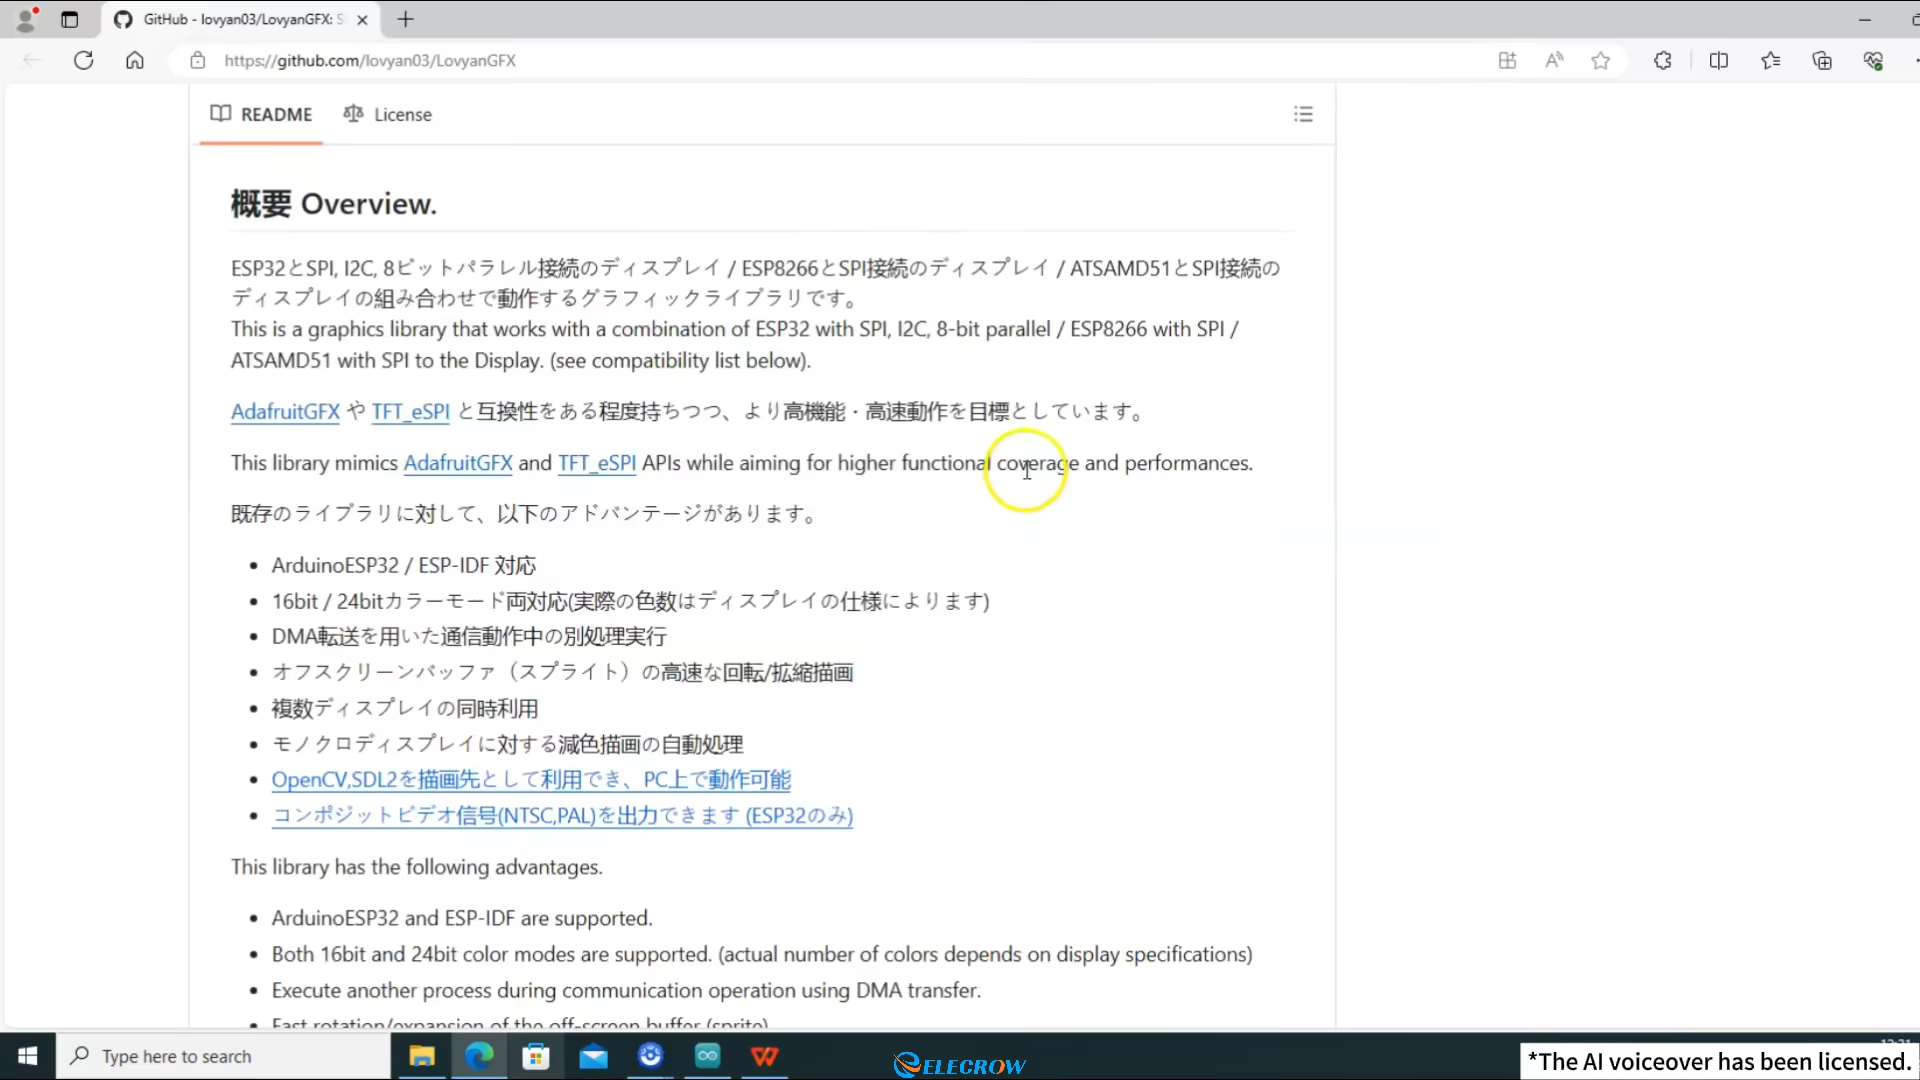 GitHub - lovyan03/LovyanGFX: S
https://github.com/lovyan03/LovyanGFX
README License
概要 Overview.
ESP32とSPI, I2C, 8ビットパラレル接続のディスプレイ / ESP8266とSPI接続のディスプレイ / ATSAMD51とSPI接続の
ディスプレイの組み合わせで動作するグラフィックライブラリです。
This is a graphics library that works with a combination of ESP32 with SPI, I2C, 8-bit parallel / ESP8266 with SPI /
ATSAMD51 with SPI to the Display. (see compatibility list below).
AdafruitGFX や TFT_eSPI と互換性をある程度持ちつつ、より高機能・高速動作を目標としています。
This library mimics AdafruitGFX and TFT_eSPI APIs while aiming for higher functional coverage and performances.
既存のライブラリに対して、以下のアドバンテージがあります。
ArduinoESP32 / ESP-IDF 対応
16bit / 24bitカラーモード両対応(実際の色数はディスプレイの仕様によります)
DMA転送を用いた通信動作中の別処理実行
オフスクリーンバッファ（スプライト）の高速な回転/拡縮描画
複数ディスプレイの同時利用
モノクロディスプレイに対する減色描画の自動処理
OpenCV,SDL2を描画先として利用でき、PC上で動作可能
コンポジットビデオ信号(NTSC,PAL)を出力できます (ESP32のみ)
This library has the following advantages.
ArduinoESP32 and ESP-IDF are supported.
Both 16bit and 24bit color modes are supported. (actual number of colors depends on display specifications)
Execute another process during communication operation using DMA transfer.
Fast rotation/expansion of the off-screen buffer (sprite).
Type here to search
ELECROW
*The AI voiceover has been licensed.